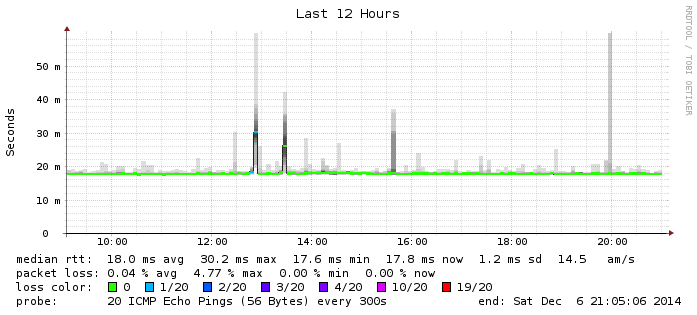 Last 12 Hours
RRDTOOL / TOBI OETIKER
Seconds
50 m
40 m
30 m
20 m
10 m
0
10:00 12:00 14:00 16:00 18:00 20:00
median rtt: 18.0 ms avg 30.2 ms max 17.6 ms min 17.8 ms now 1.2 ms sd 14.5 am/s
packet loss: 0.04 % avg 4.77 % max 0.00 % min 0.00 % now
loss color: 0 1/20 2/20 3/20 4/20 10/20 19/20
probe: 20 ICMP Echo Pings (56 Bytes) every 300s end: Sat Dec 6 21:05:06 2014